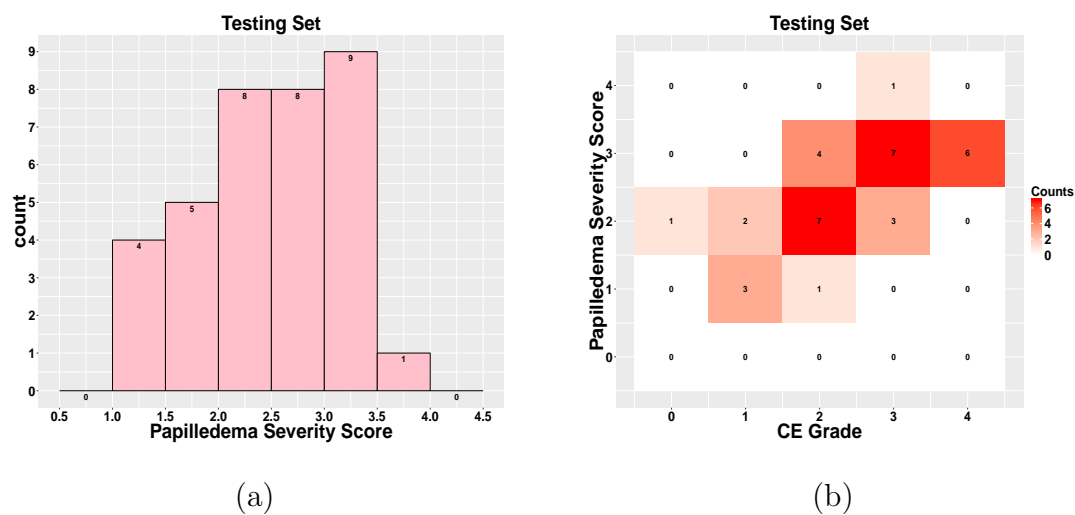 Testing Set
count
9
8
7
6
5
4
3
2
1
0
0
4
5
8
8
9
1
0
0.5 1.0 1.5 2.0 2.5 3.0 3.5 4.0 4.5
Papilledema Severity Score
(a)
Testing Set
Papilledema Severity Score
4 0 0 0 1 0
3 0 0 4 7 6
2 1 2 7 3 0
1 0 3 1 0 0
0 0 0 0 0 0
0 1 2 3 4
CE Grade
Counts
6
4
2
0
(b)